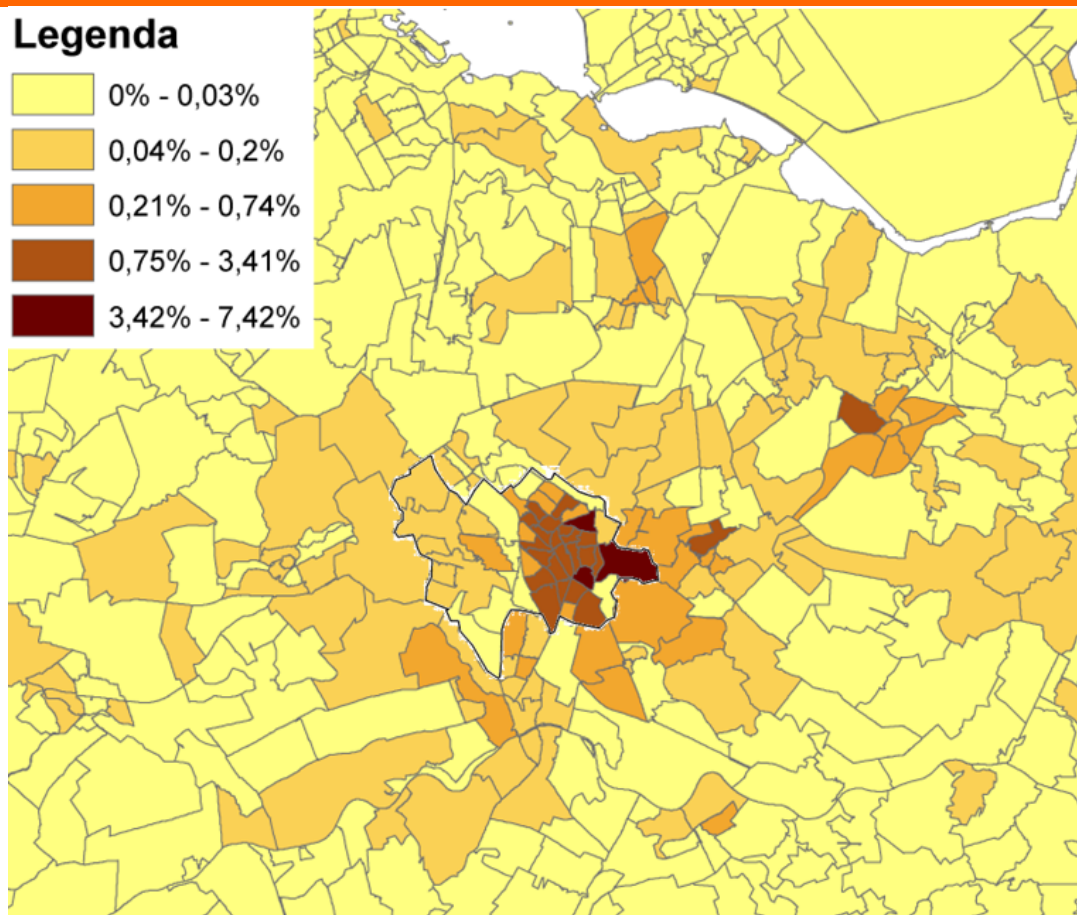 Legenda
0% - 0,03%
0,04% - 0,2%
0,21% - 0,74%
0,75% - 3,41%
3,42% - 7,42%